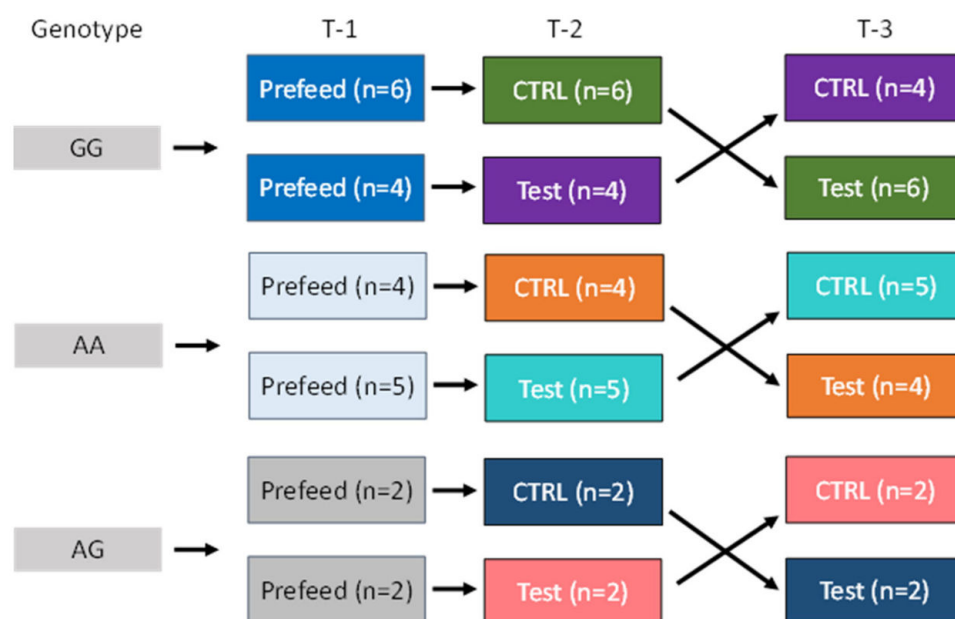 Genotype T-1 T-2 T-3
Prefeed (n=6) CTRL (n=6) CTRL (n=4)
GG
Prefeed (n=4) Test (n=4) Test (n=6)
Prefeed (n=4) CTRL (n=4) CTRL (n=5)
AA
Prefeed (n=5) Test (n=5) Test (n=4)
Prefeed (n=2) CTRL (n=2) CTRL (n=2)
AG
Prefeed (n=2) Test (n=2) Test (n=2)